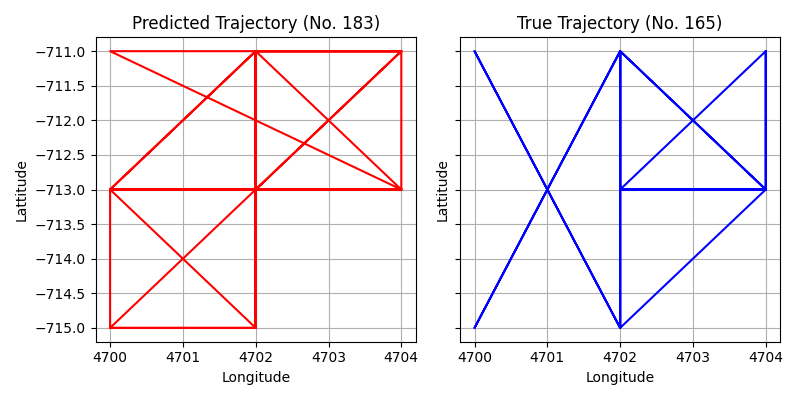 Predicted Trajectory (No. 183)
True Trajectory (No. 165)
−711.0
−711.5
−712.0
−712.5
−713.0
−713.5
−714.0
−714.5
−715.0
Lattitude
Lattitude
4700 4701 4702 4703 4704
4700 4701 4702 4703 4704
Longitude
Longitude